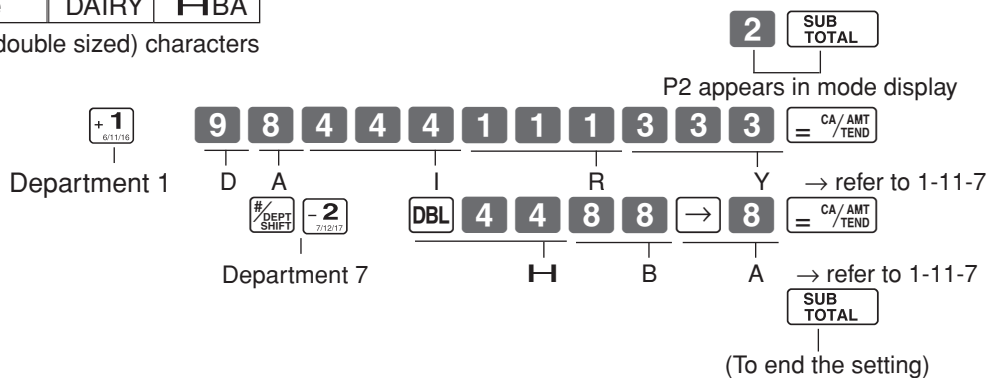 DAIRY HBA
double sized) characters
2 SUB TOTAL
P2 appears in mode display
+1 6/11/16 9 8 4 4 4 1 1 1 3 3 3 = CA/AMT/TEND
Department 1 D A I R Y → refer to 1-11-7
#/DEPT SHIFT -2 7/12/17 DBL 4 4 8 8 → 8 = CA/AMT/TEND
Department 7 H B A → refer to 1-11-7
SUB TOTAL
(To end the setting)